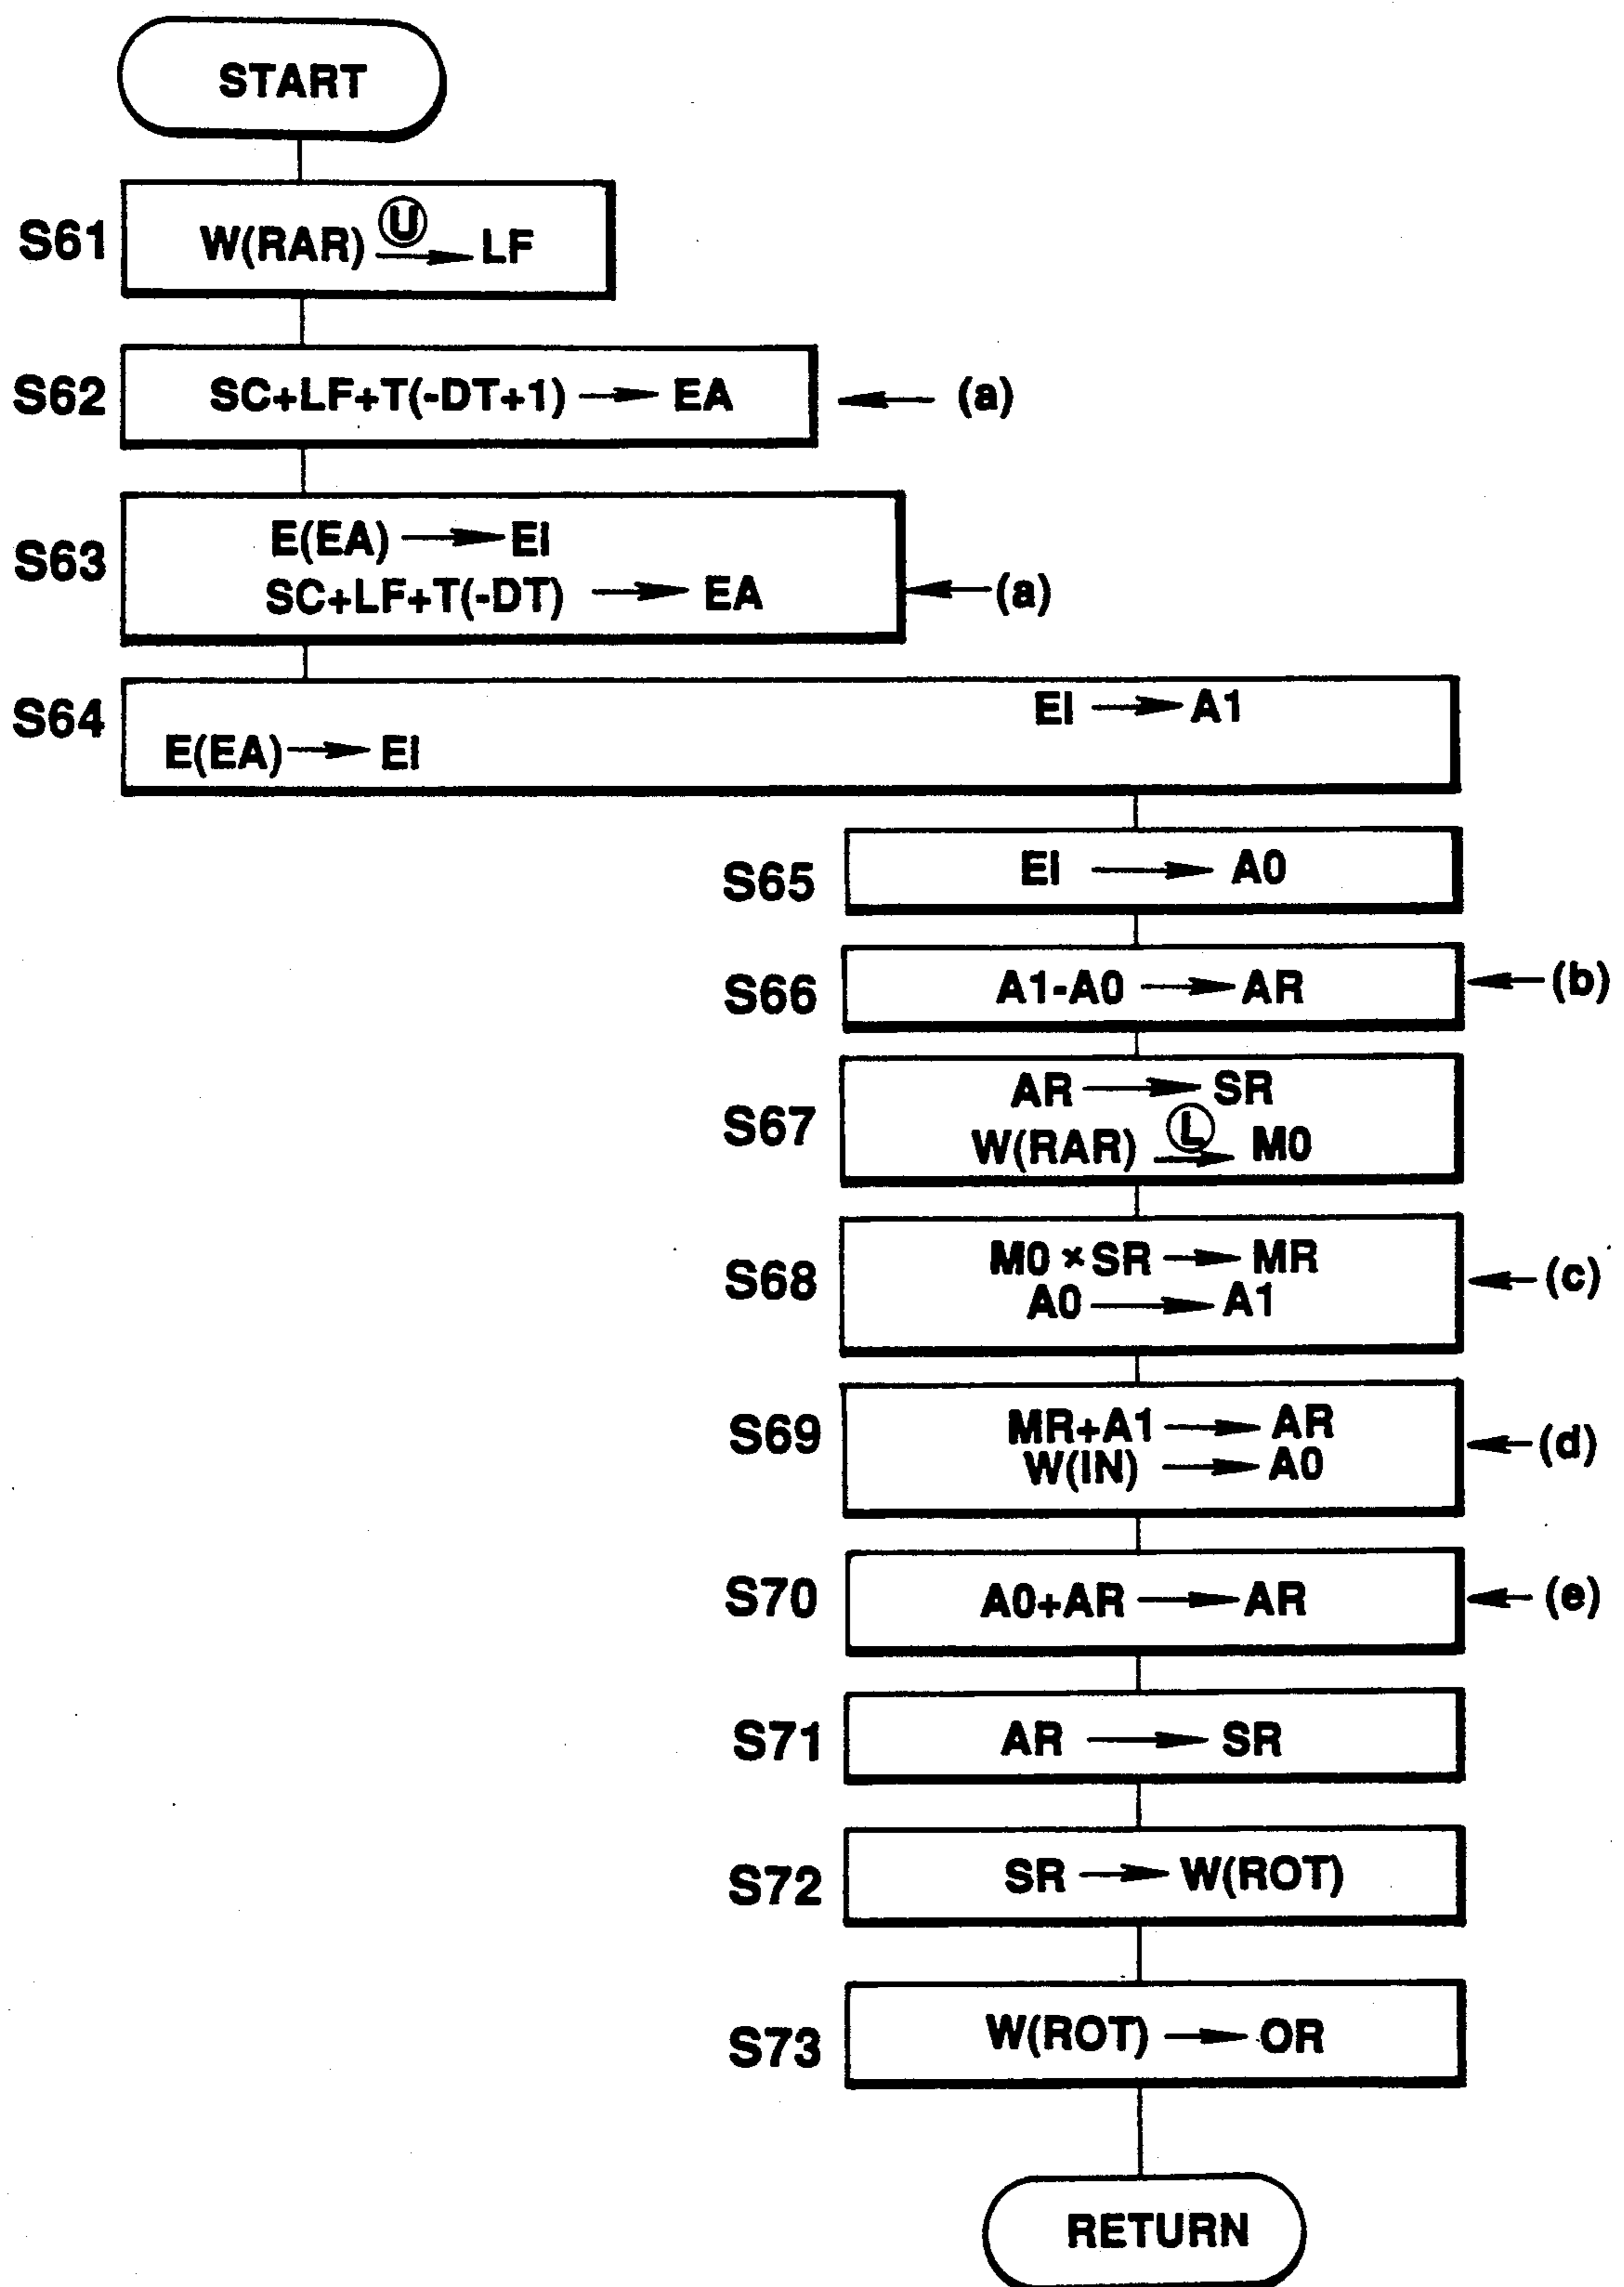 START
S61
W(RAR) Ⓤ→ LF
S62
SC+LF+T(-DT+1) → EA
← (a)
S63
E(EA) → EI
SC+LF+T(-DT) → EA
← (a)
S64
EI → A1
E(EA) → EI
S65
EI → A0
S66
A1-A0 → AR
← (b)
S67
AR → SR
W(RAR) Ⓛ→ M0
S68
M0 × SR → MR
A0 → A1
← (c)
S69
MR+A1 → AR
W(IN) → A0
← (d)
S70
A0+AR → AR
← (e)
S71
AR → SR
S72
SR → W(ROT)
S73
W(ROT) → OR
RETURN